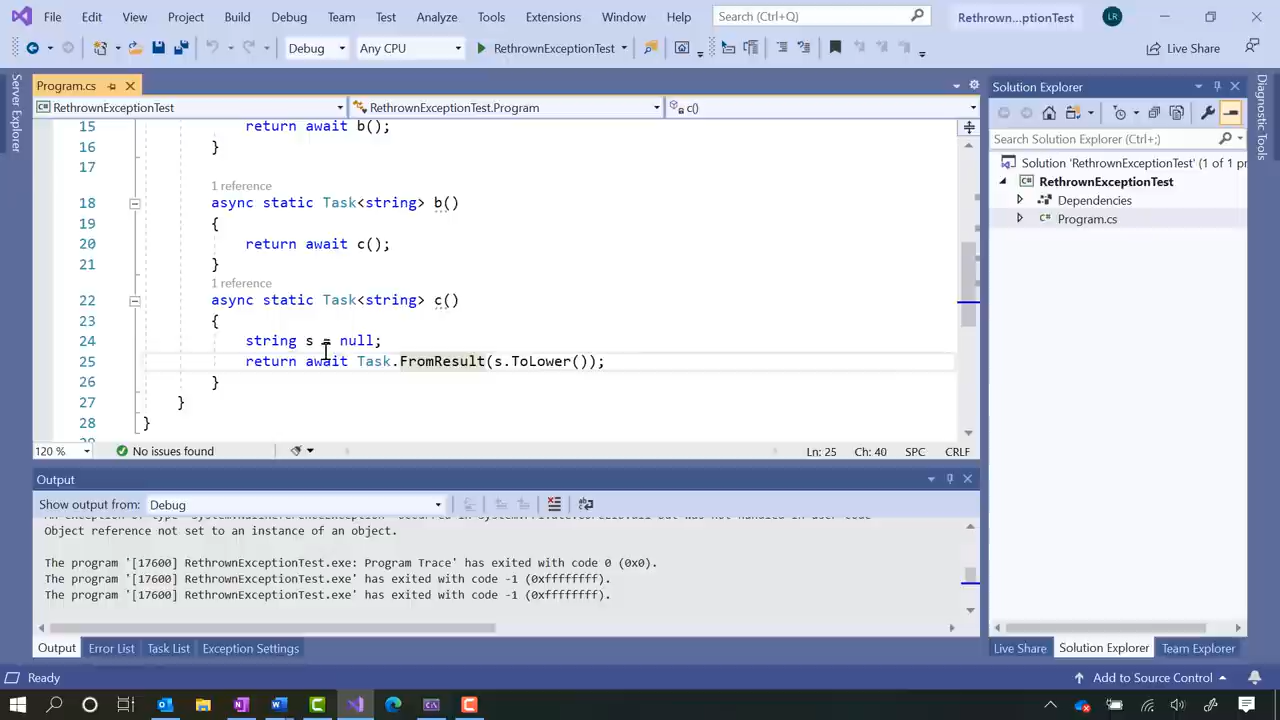 File Edit View Project Build Debug Team Test Analyze Tools Extensions Window Help Search (Ctrl+Q) Rethrown...ptionTest LR
Debug Any CPU RethrownExceptionTest Live Share
Server Explorer
Program.cs
RethrownExceptionTest RethrownExceptionTest.Program c()
15 return await b();
16 }
17
1 reference
18 async static Task<string> b()
19 {
20 return await c();
21 }
1 reference
22 async static Task<string> c()
23 {
24 string s = null;
25 return await Task.FromResult(s.ToLower());
26 }
27 }
28 }
120 % No issues found Ln: 25 Ch: 40 SPC CRLF
Output
Show output from: Debug
Object reference not set to an instance of an object.
The program '[17600] RethrownExceptionTest.exe: Program Trace' has exited with code 0 (0x0).
The program '[17600] RethrownExceptionTest.exe' has exited with code -1 (0xffffffff).
The program '[17600] RethrownExceptionTest.exe' has exited with code -1 (0xffffffff).
Output Error List Task List Exception Settings
Solution Explorer
Search Solution Explorer (Ctrl+;)
Solution 'RethrownExceptionTest' (1 of 1 pr
RethrownExceptionTest
Dependencies
Program.cs
Live Share Solution Explorer Team Explorer
Diagnostic Tools
Ready Add to Source Control